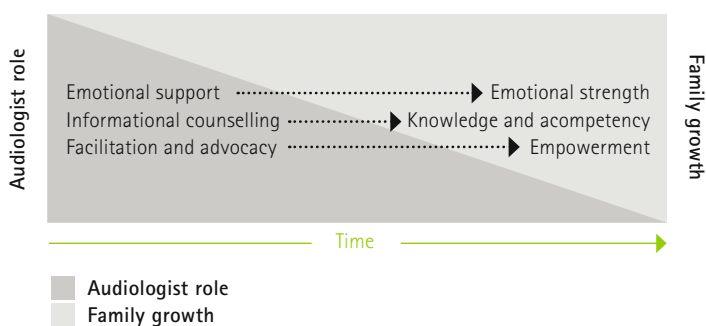 Audiologist role
Emotional support Emotional strength
Informational counselling Knowledge and acompetency
Facilitation and advocacy Empowerment
Family growth
Time
Audiologist role
Family growth